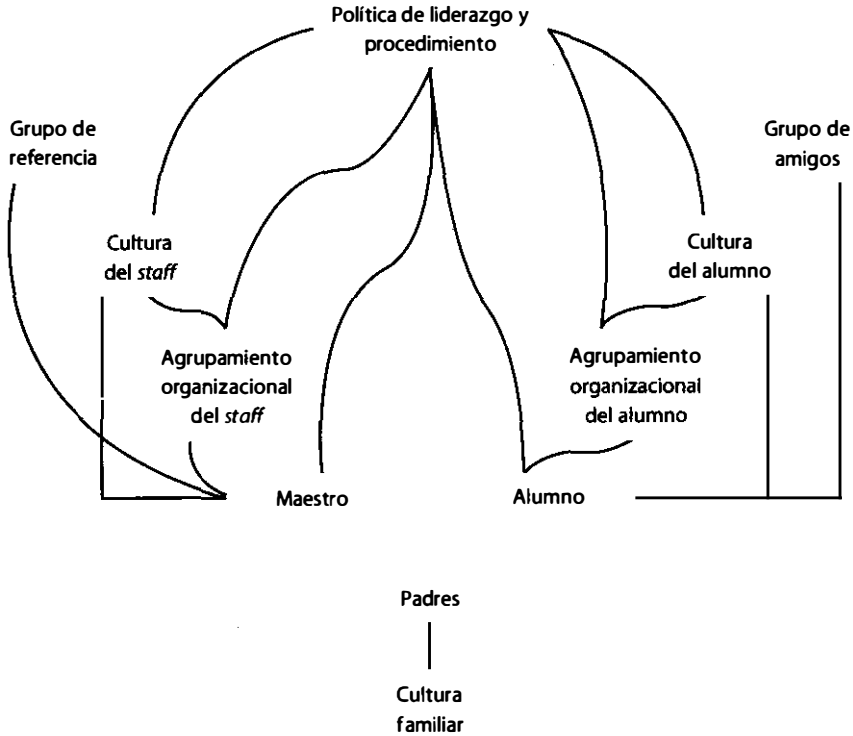 Política de liderazgo y
procedimiento
Grupo de
referencia
Grupo de
amigos
Cultura
del staff
Cultura
del alumno
Agrupamiento
organizacional
del staff
Agrupamiento
organizacional
del alumno
Maestro
Alumno
Padres
Cultura
familiar